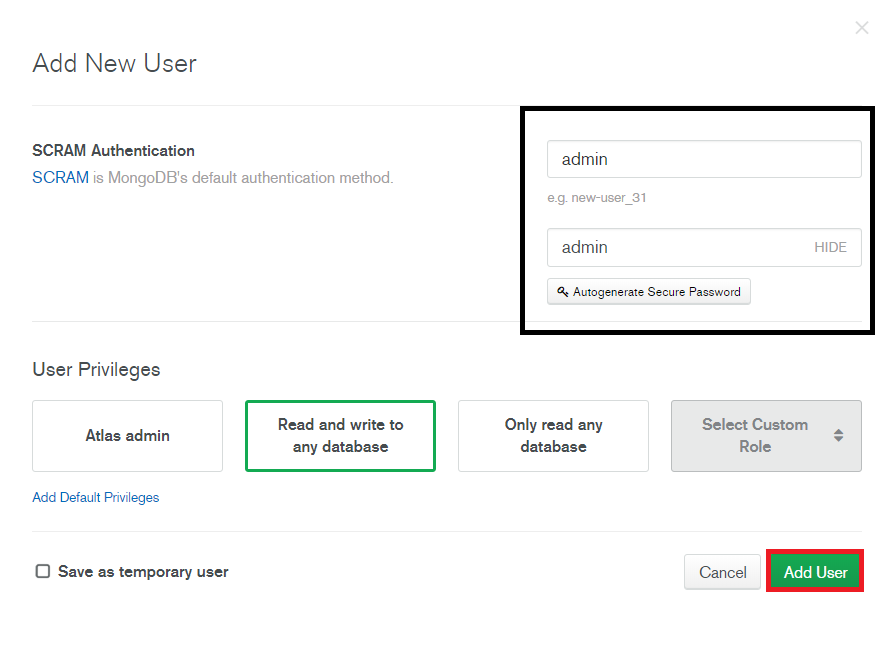 ×
Add New User
SCRAM Authentication
SCRAM is MongoDB's default authentication method.
admin
e.g. new-user_31
admin HIDE
Autogenerate Secure Password
User Privileges
Atlas admin
Read and write to
any database
Only read any
database
Select Custom
Role
Add Default Privileges
Save as temporary user
Cancel
Add User